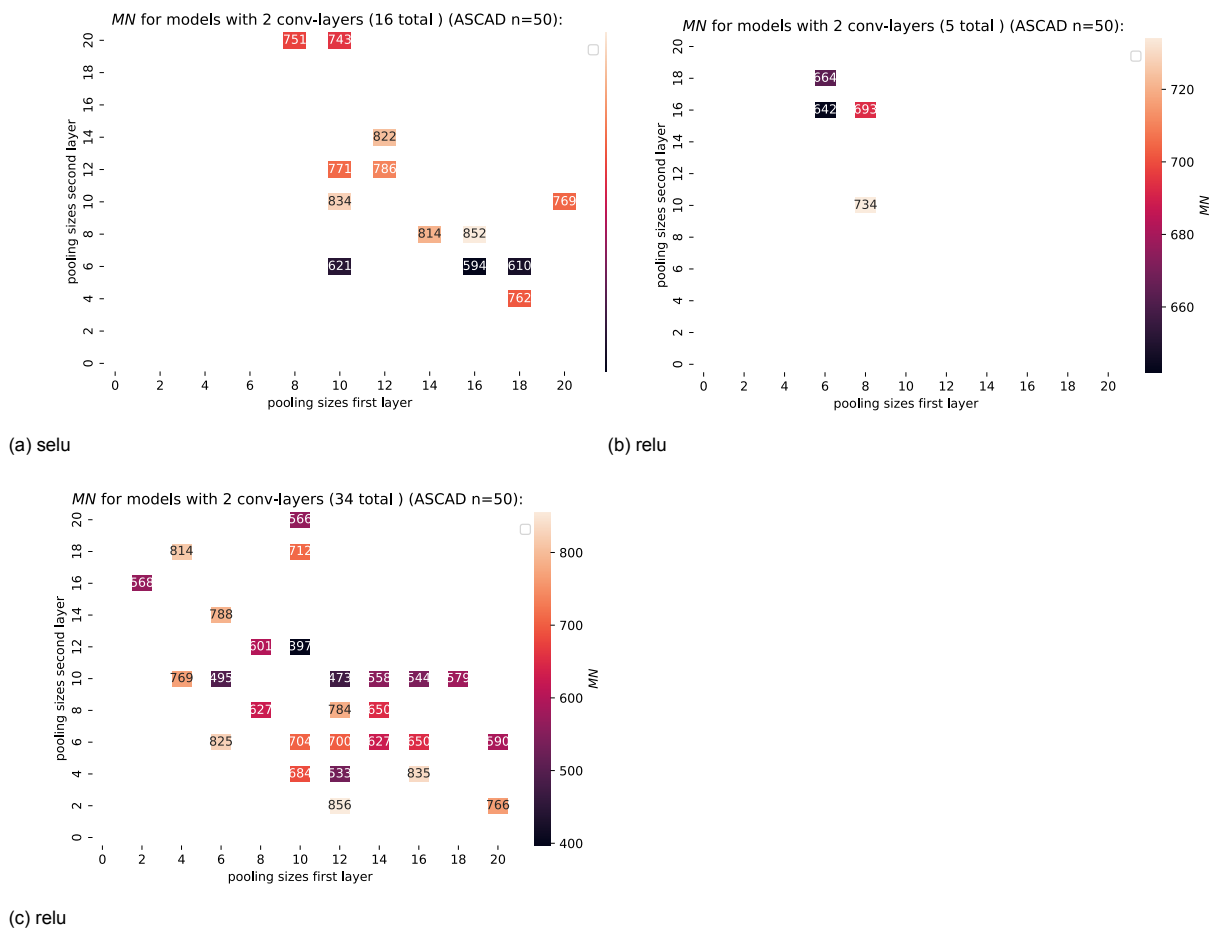 MN for models with 2 conv-layers (16 total ) (ASCAD n=50):
pooling sizes second layer
20
18
16
14
12
10
8
6
4
2
0
751 743
822
771 786
834 769
814 852
621 594 610
762
0 2 4 6 8 10 12 14 16 18 20
pooling sizes first layer
(a) selu
MN for models with 2 conv-layers (5 total ) (ASCAD n=50):
pooling sizes second layer
20
18
16
14
12
10
8
6
4
2
0
664
642 693
734
0 2 4 6 8 10 12 14 16 18 20
pooling sizes first layer
720
700
680
660
MN
(b) relu
MN for models with 2 conv-layers (34 total ) (ASCAD n=50):
pooling sizes second layer
20
18
16
14
12
10
8
6
4
2
0
566
814 712
568
788
601 397
769 495 473 558 544 579
627 784 650
825 704 700 627 650 590
684 533 835
856 766
0 2 4 6 8 10 12 14 16 18 20
pooling sizes first layer
800
700
600
500
400
MN
(c) relu